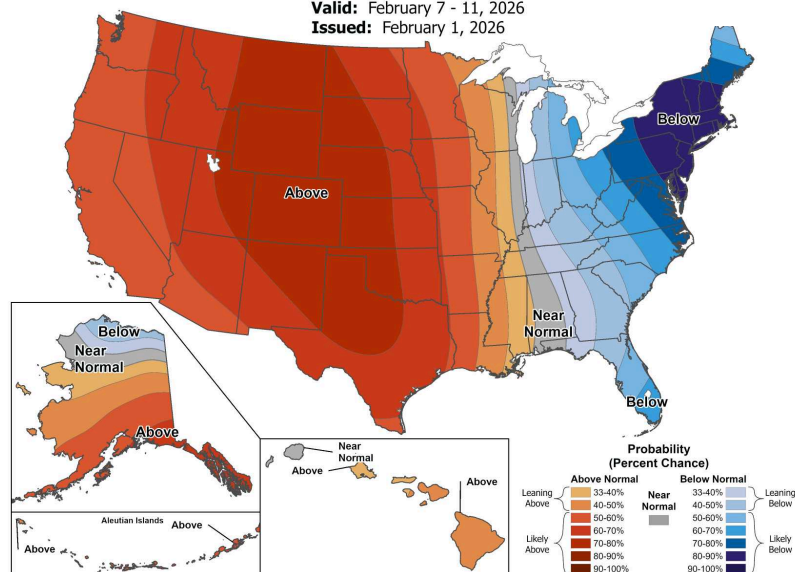 Valid: February 7 - 11, 2026
Issued: February 1, 2026
Below
Above
Near
Normal
Below
Below
Near
Normal
Above
Near
Normal
Above
Above
Aleutian Islands
Above
Above
Probability
(Percent Chance)
Above Normal
Below Normal
Leaning
Above
33-40%
40-50%
Near
Normal
33-40%
40-50%
Leaning
Below
Likely
Above
50-60%
60-70%
70-80%
80-90%
90-100%
50-60%
60-70%
70-80%
80-90%
90-100%
Likely
Below